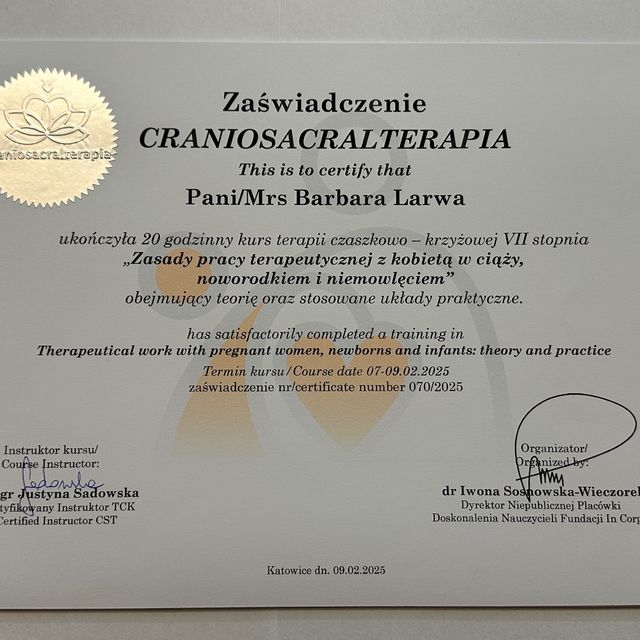 Zaświadczenie
CRANIOSACRALTERAPIA
This is to certify that
Pani/Mrs Barbara Larwa
ukończyła 20 godzinny kurs terapii czaszkowo – krzyżowej VII stopnia
„Zasady pracy terapeutycznej z kobietą w ciąży,
noworodkiem i niemowlęciem”
obejmujący teorię oraz stosowane układy praktyczne.
has satisfactorily completed a training in
Therapeutical work with pregnant women, newborns and infants: theory and practice
Termin kursu/Course date 07-09.02.2025
zaświadczenie nr/certificate number 070/2025
aniosacralterapia
Instruktor kursu/
Course Instructor:
gr Justyna Sadowska
tyfikowany Instruktor TCK
Certified Instructor CST
Organizator/
Organized by:
dr Iwona Sosnowska-Wieczorek
Dyrektor Niepublicznej Placówki
Doskonalenia Nauczycieli Fundacji In Corp
Katowice dn. 09.02.2025